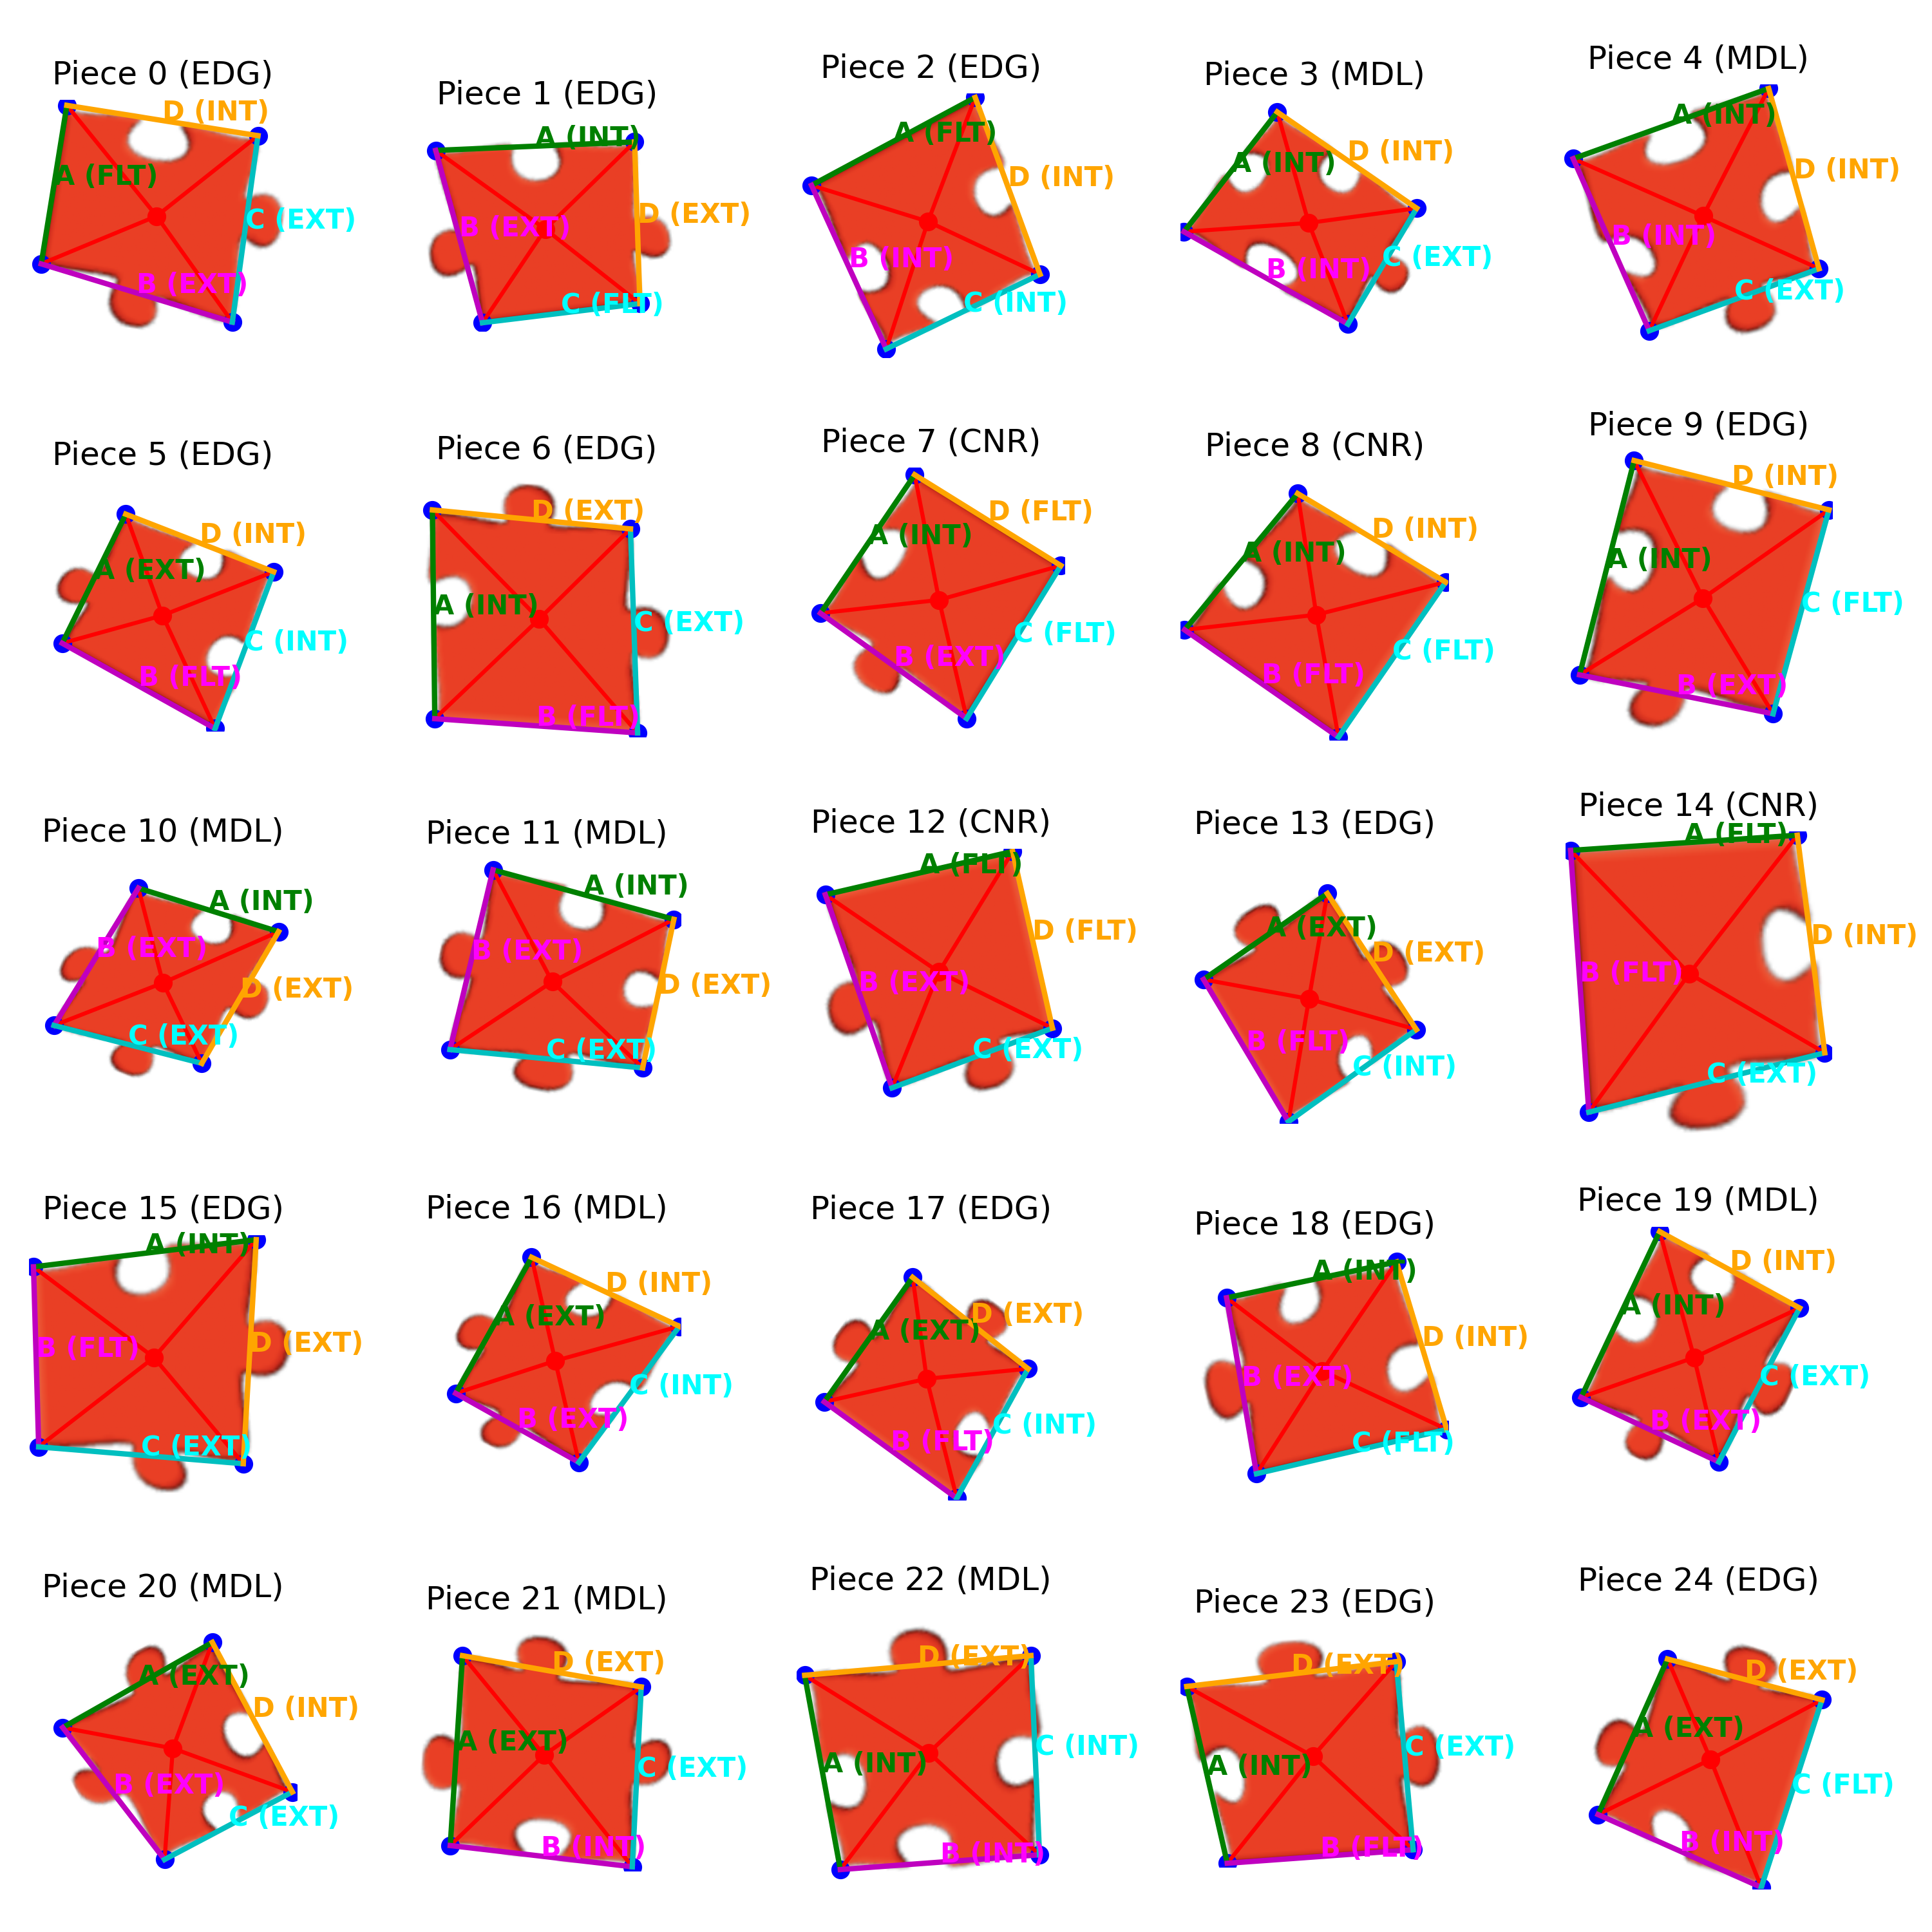 Piece 0 (EDG)
D (INT)
A (FLT)
C (EXT)
B (EXT)
Piece 1 (EDG)
A (INT)
D (EXT)
B (EXT)
C (FLT)
Piece 2 (EDG)
A (FLT)
D (INT)
B (INT)
C (INT)
Piece 3 (MDL)
D (INT)
A (INT)
C (EXT)
B (INT)
Piece 4 (MDL)
A (INT)
D (INT)
B (INT)
C (EXT)
Piece 5 (EDG)
D (INT)
A (EXT)
C (INT)
B (FLT)
Piece 6 (EDG)
D (EXT)
A (INT)
C (EXT)
B (FLT)
Piece 7 (CNR)
D (FLT)
A (INT)
C (FLT)
B (EXT)
Piece 8 (CNR)
D (INT)
A (INT)
C (FLT)
B (FLT)
Piece 9 (EDG)
D (INT)
A (INT)
C (FLT)
B (EXT)
Piece 10 (MDL)
A (INT)
B (EXT)
D (EXT)
C (EXT)
Piece 11 (MDL)
A (INT)
B (EXT)
D (EXT)
C (EXT)
Piece 12 (CNR)
A (FLT)
D (FLT)
B (EXT)
C (EXT)
Piece 13 (EDG)
A (EXT)
D (EXT)
B (FLT)
C (INT)
Piece 14 (CNR)
A (FLT)
D (INT)
B (FLT)
C (EXT)
Piece 15 (EDG)
A (INT)
D (EXT)
B (FLT)
C (EXT)
Piece 16 (MDL)
D (INT)
A (EXT)
C (INT)
B (EXT)
Piece 17 (EDG)
D (EXT)
A (EXT)
C (INT)
B (FLT)
Piece 18 (EDG)
A (INT)
D (INT)
B (EXT)
C (FLT)
Piece 19 (MDL)
D (INT)
A (INT)
C (EXT)
B (EXT)
Piece 20 (MDL)
A (EXT)
D (INT)
B (EXT)
C (EXT)
Piece 21 (MDL)
D (EXT)
A (EXT)
C (EXT)
B (INT)
Piece 22 (MDL)
D (EXT)
C (INT)
A (INT)
B (INT)
Piece 23 (EDG)
D (EXT)
C (EXT)
A (INT)
B (FLT)
Piece 24 (EDG)
D (EXT)
A (EXT)
C (FLT)
B (INT)